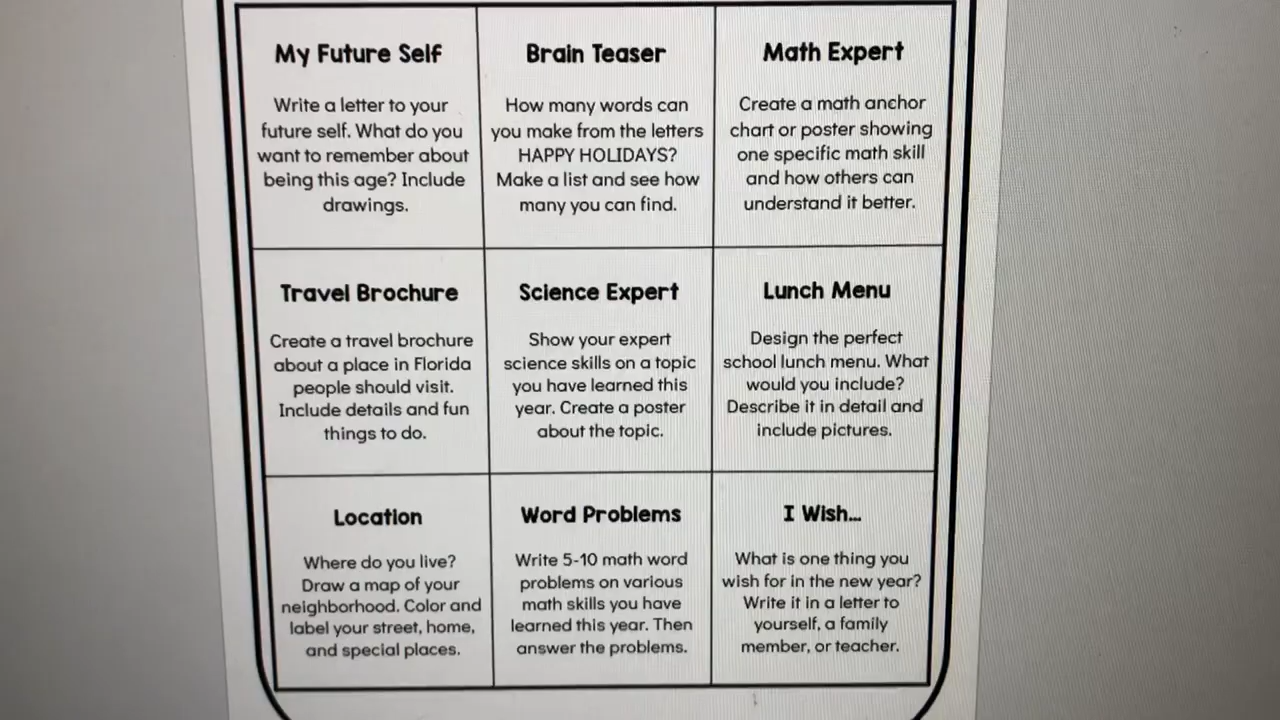 My Future Self
Write a letter to your
future self. What do you
want to remember about
being this age? Include
drawings.
Brain Teaser
How many words can
you make from the letters
HAPPY HOLIDAYS?
Make a list and see how
many you can find.
Math Expert
Create a math anchor
chart or poster showing
one specific math skill
and how others can
understand it better.
Travel Brochure
Create a travel brochure
about a place in Florida
people should visit.
Include details and fun
things to do.
Science Expert
Show your expert
science skills on a topic
you have learned this
year. Create a poster
about the topic.
Lunch Menu
Design the perfect
school lunch menu. What
would you include?
Describe it in detail and
include pictures.
Location
Where do you live?
Draw a map of your
neighborhood. Color and
label your street, home,
and special places.
Word Problems
Write 5-10 math word
problems on various
math skills you have
learned this year. Then
answer the problems.
I Wish...
What is one thing you
wish for in the new year?
Write it in a letter to
yourself, a family
member, or teacher.